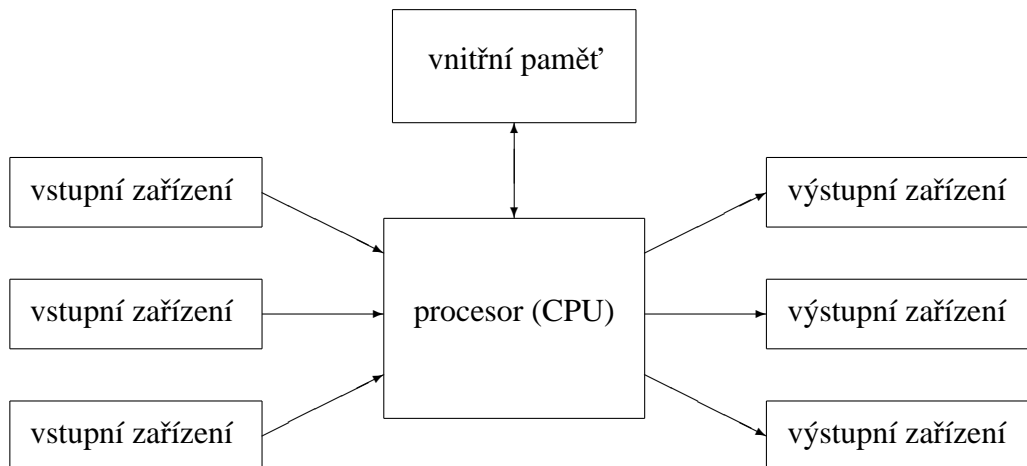 vnitřní paměť
vstupní zařízení
výstupní zařízení
vstupní zařízení
procesor (CPU)
výstupní zařízení
vstupní zařízení
výstupní zařízení